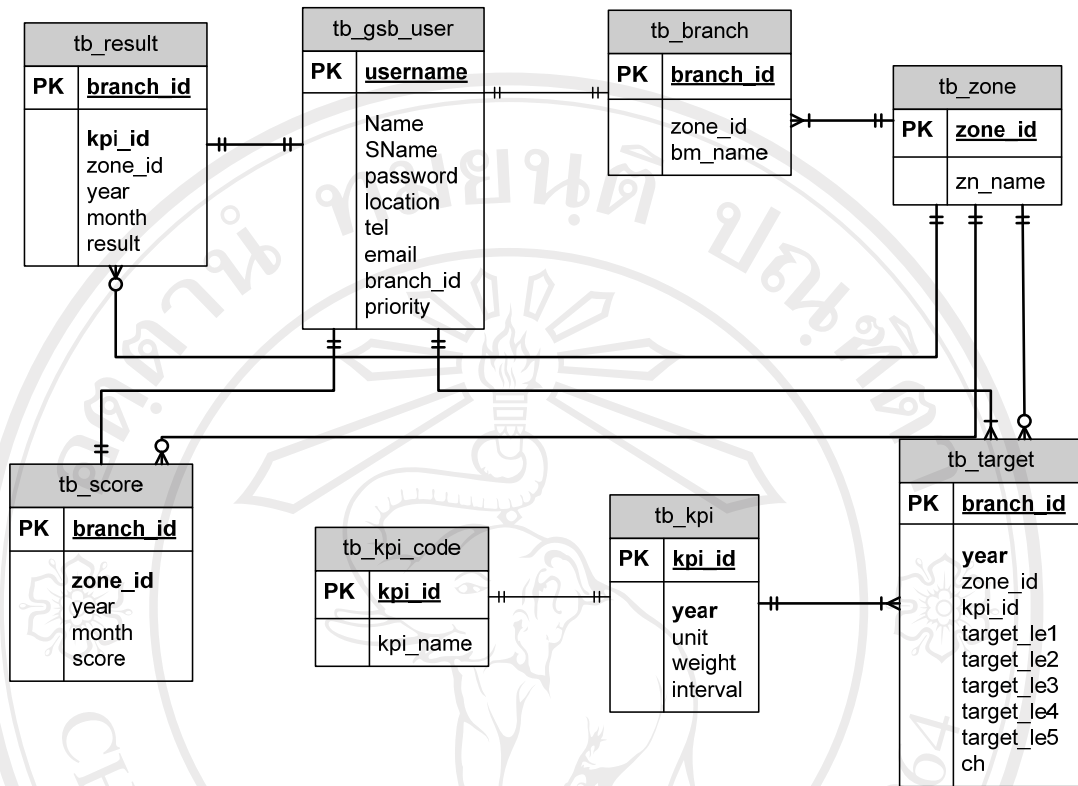 tb_result
PK branch_id
kpi_id
zone_id
year
month
result
tb_gsb_user
PK username
Name
SName
password
location
tel
email
branch_id
priority
tb_branch
PK branch_id
zone_id
bm_name
tb_zone
PK zone_id
zn_name
tb_score
PK branch_id
zone_id
year
month
score
tb_kpi_code
PK kpi_id
kpi_name
tb_kpi
PK kpi_id
year
unit
weight
interval
tb_target
PK branch_id
year
zone_id
kpi_id
target_le1
target_le2
target_le3
target_le4
target_le5
ch